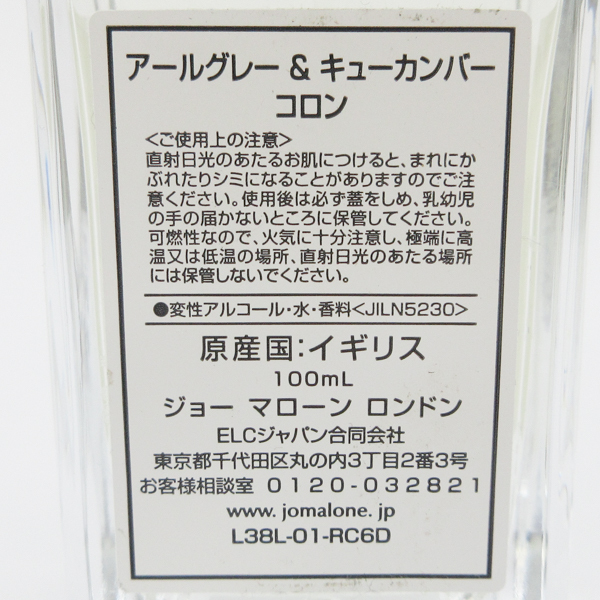 アールグレー & キューカンバー
コロン
<ご使用上の注意>
直射日光のあたるお肌につけると、まれにか
ぶれたりシミになることがありますのでご注
意ください。使用後は必ず蓋をしめ、乳幼児
の手の届かないところに保管してください。
可燃性なので、火気に十分注意し、極端に高
温又は低温の場所、直射日光のあたる場所
には保管しないでください。
●変性アルコール・水・香料<JILN5230>
原産国:イギリス
100mL
ジョー マローン ロンドン
ELCジャパン合同会社
東京都千代田区丸の内3丁目2番3号
お客様相談室 0120-032821
www. jomalone. jp
L38L-01-RC6D